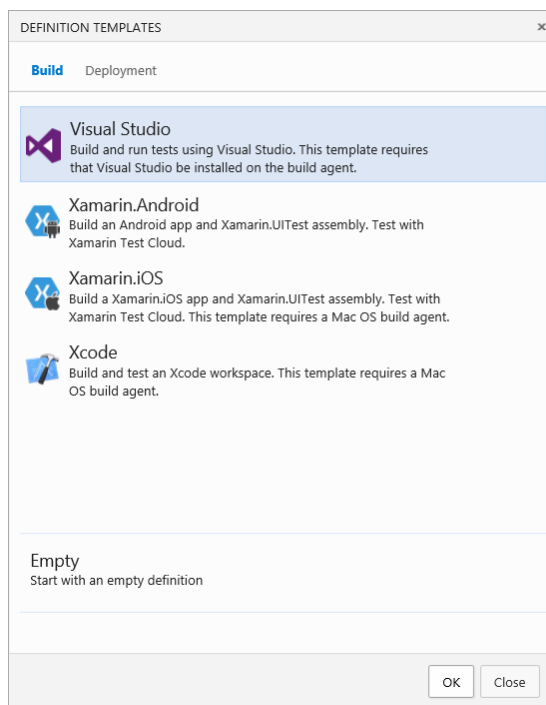 DEFINITION TEMPLATES
Build Deployment
Visual Studio
Build and run tests using Visual Studio. This template requires
that Visual Studio be installed on the build agent.
Xamarin.Android
Build an Android app and Xamarin.UITest assembly. Test with
Xamarin Test Cloud.
Xamarin.iOS
Build a Xamarin.iOS app and Xamarin.UITest assembly. Test with
Xamarin Test Cloud. This template requires a Mac OS build agent.
Xcode
Build and test an Xcode workspace. This template requires a Mac
OS build agent.
Empty
Start with an empty definition
OK Close